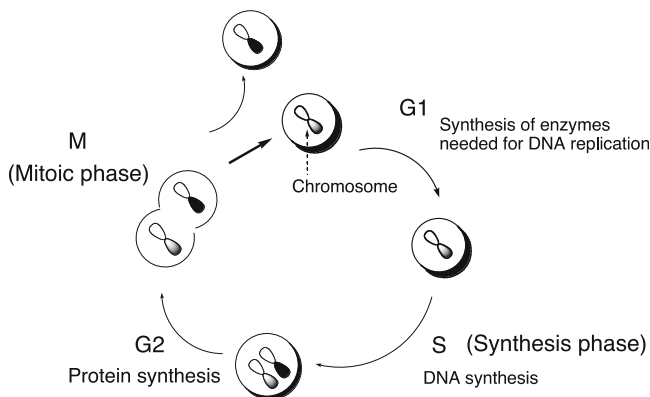 G1
Synthesis of enzymes
needed for DNA replication
M
(Mitoic phase)
Chromosome
G2
Protein synthesis
S (Synthesis phase)
DNA synthesis